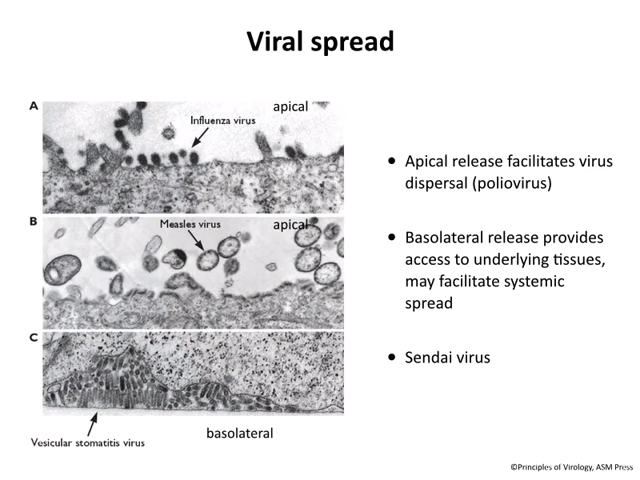 Viral spread
A
apical
Influenza virus
B
Measles virus
apical
C
Vesicular stomatitis virus
basolateral
• Apical release facilitates virus
dispersal (poliovirus)
• Basolateral release provides
access to underlying tissues,
may facilitate systemic
spread
• Sendai virus
©Principles of Virology, ASM Press